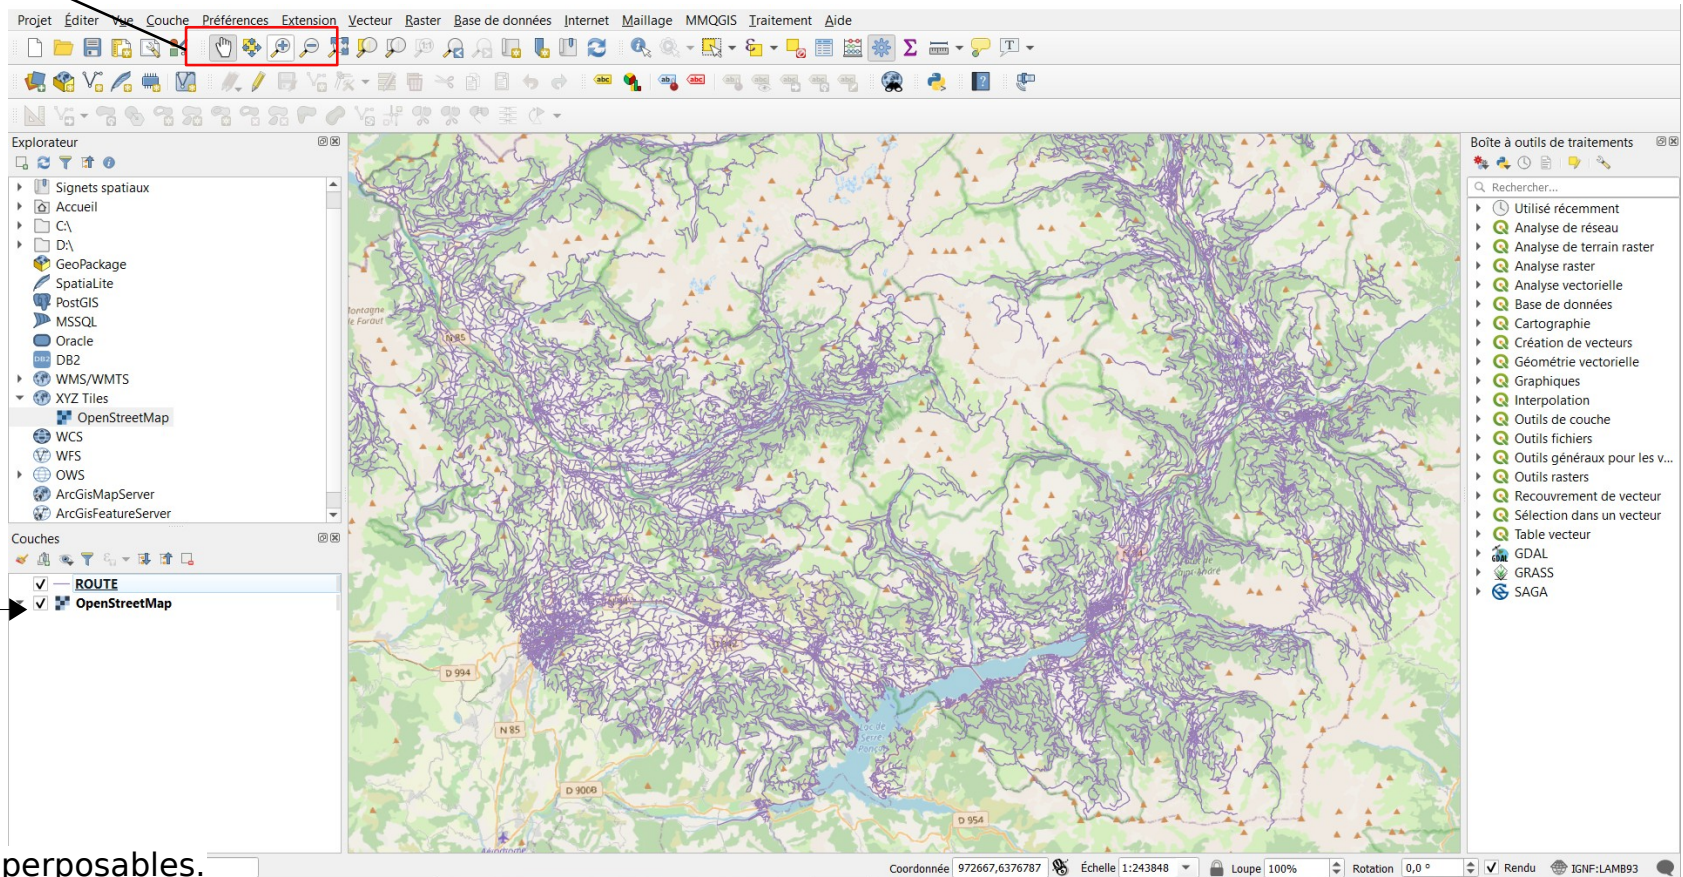 Projet Éditer Vue Couche Préférences Extension Vecteur Raster Base de données Internet Maillage MMQGIS Traitement Aide
Explorateur
Signets spatiaux
Accueil
C:\
D:\
GeoPackage
SpatiaLite
PostGIS
MSSQL
Oracle
DB2
WMS/WMTS
XYZ Tiles
OpenStreetMap
WCS
WFS
OWS
ArcGisMapServer
ArcGisFeatureServer
Couches
ROUTE
OpenStreetMap
N 85
D 994
N 85
D 900B
D 954
Lac de
Serre
Ponçon
Boîte à outils de traitements
Rechercher...
Utilisé récemment
Analyse de réseau
Analyse de terrain raster
Analyse raster
Analyse vectorielle
Base de données
Cartographie
Création de vecteurs
Géométrie vectorielle
Graphiques
Interpolation
Outils de couche
Outils fichiers
Outils généraux pour les v...
Outils rasters
Recouvrement de vecteur
Sélection dans un vecteur
Table vecteur
GDAL
GRASS
SAGA
perposables.
Coordonnée 972667,6376787 Échelle 1:243848 Loupe 100% Rotation 0,0 ° Rendu IGNF:LAMB93